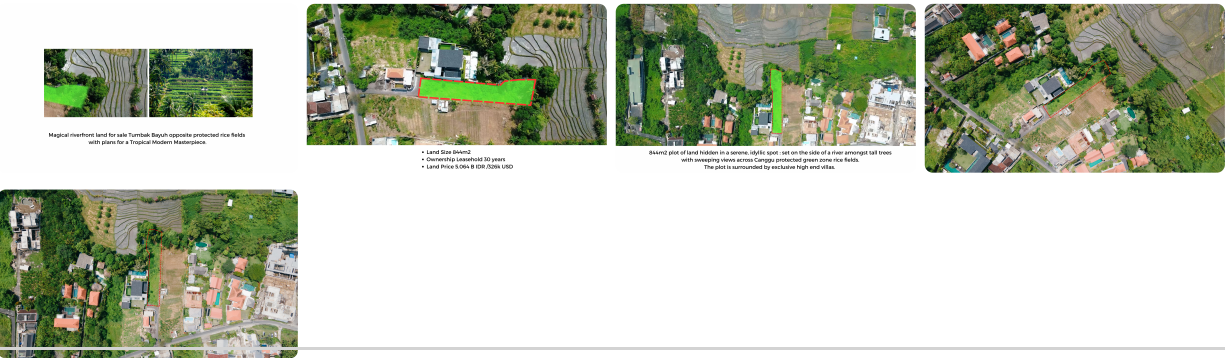 Magical riverfront land for sale Tumbak Bayuh opposite protected rice fields
with plans for a Tropical Modern Masterpiece.
• Land Size 844m2
• Ownership Leasehold 30 years
• Land Price 5.064 B IDR /326k USD
844m2 plot of land hidden in a serene, idyllic spot : set on the side of a river amongst tall trees
with sweeping views across Canggu protected green zone rice fields.
The plot is surrounded by exclusive high end villas.